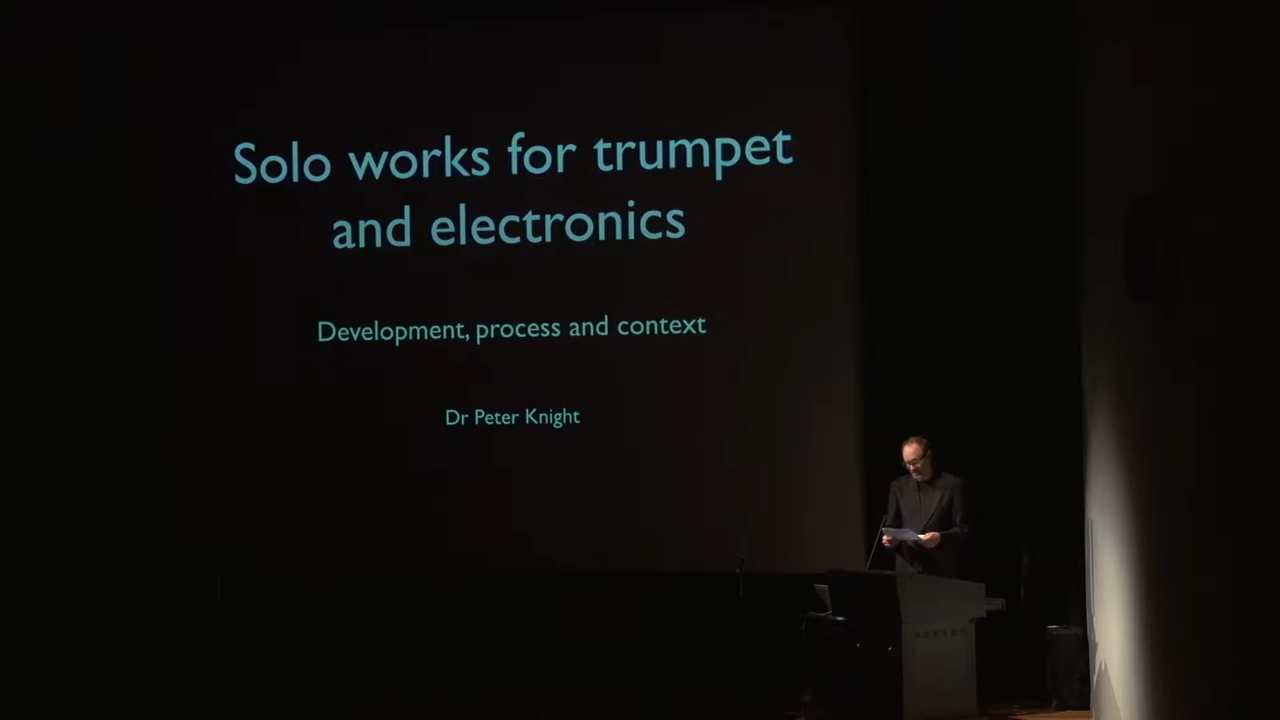 Solo works for trumpet
and electronics
Development, process and context
Dr Peter Knight